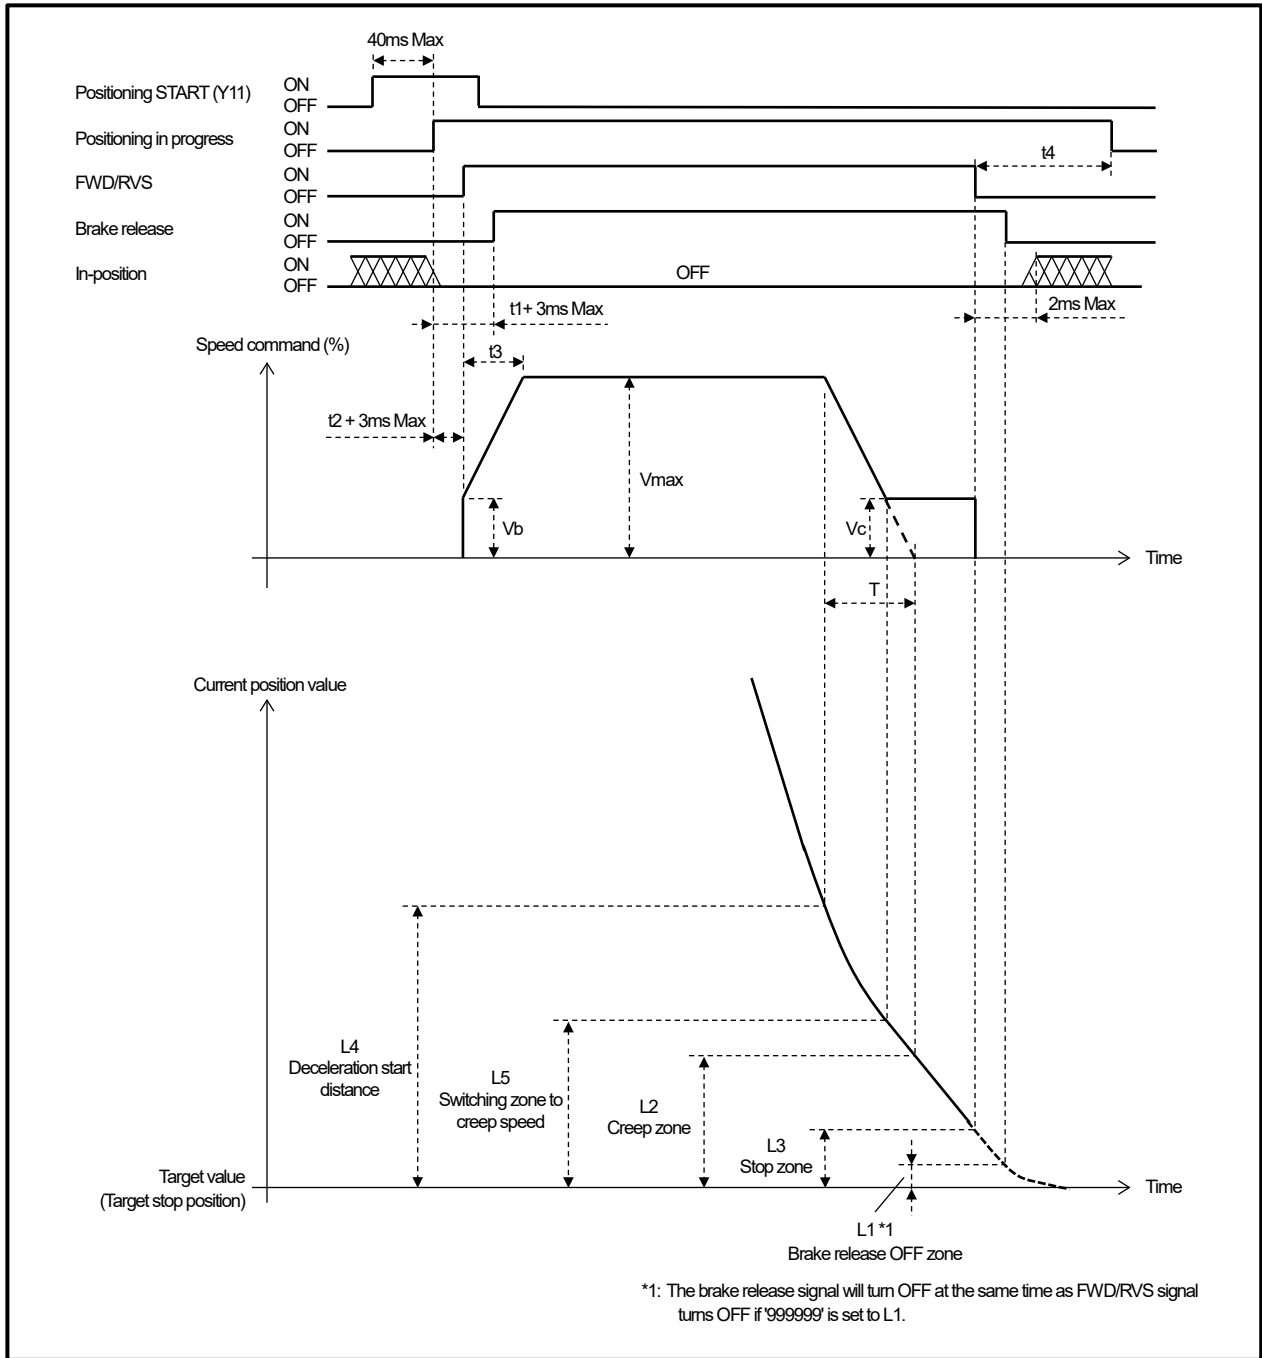 40ms Max
Positioning START (Y11)
ON
OFF
Positioning in progress
ON
OFF
t4
FWD/RVS
ON
OFF
Brake release
ON
OFF
In-position
ON
OFF
OFF
t1+ 3ms Max
2ms Max
Speed command (%)
t3
t2 + 3ms Max
Vmax
Vb
Vc
Time
T
Current position value
L4
Deceleration start
distance
L5
Switching zone to
creep speed
L2
Creep zone
L3
Stop zone
Target value
(Target stop position)
Time
L1 *1
Brake release OFF zone
*1: The brake release signal will turn OFF at the same time as FWD/RVS signal
turns OFF if '999999' is set to L1.